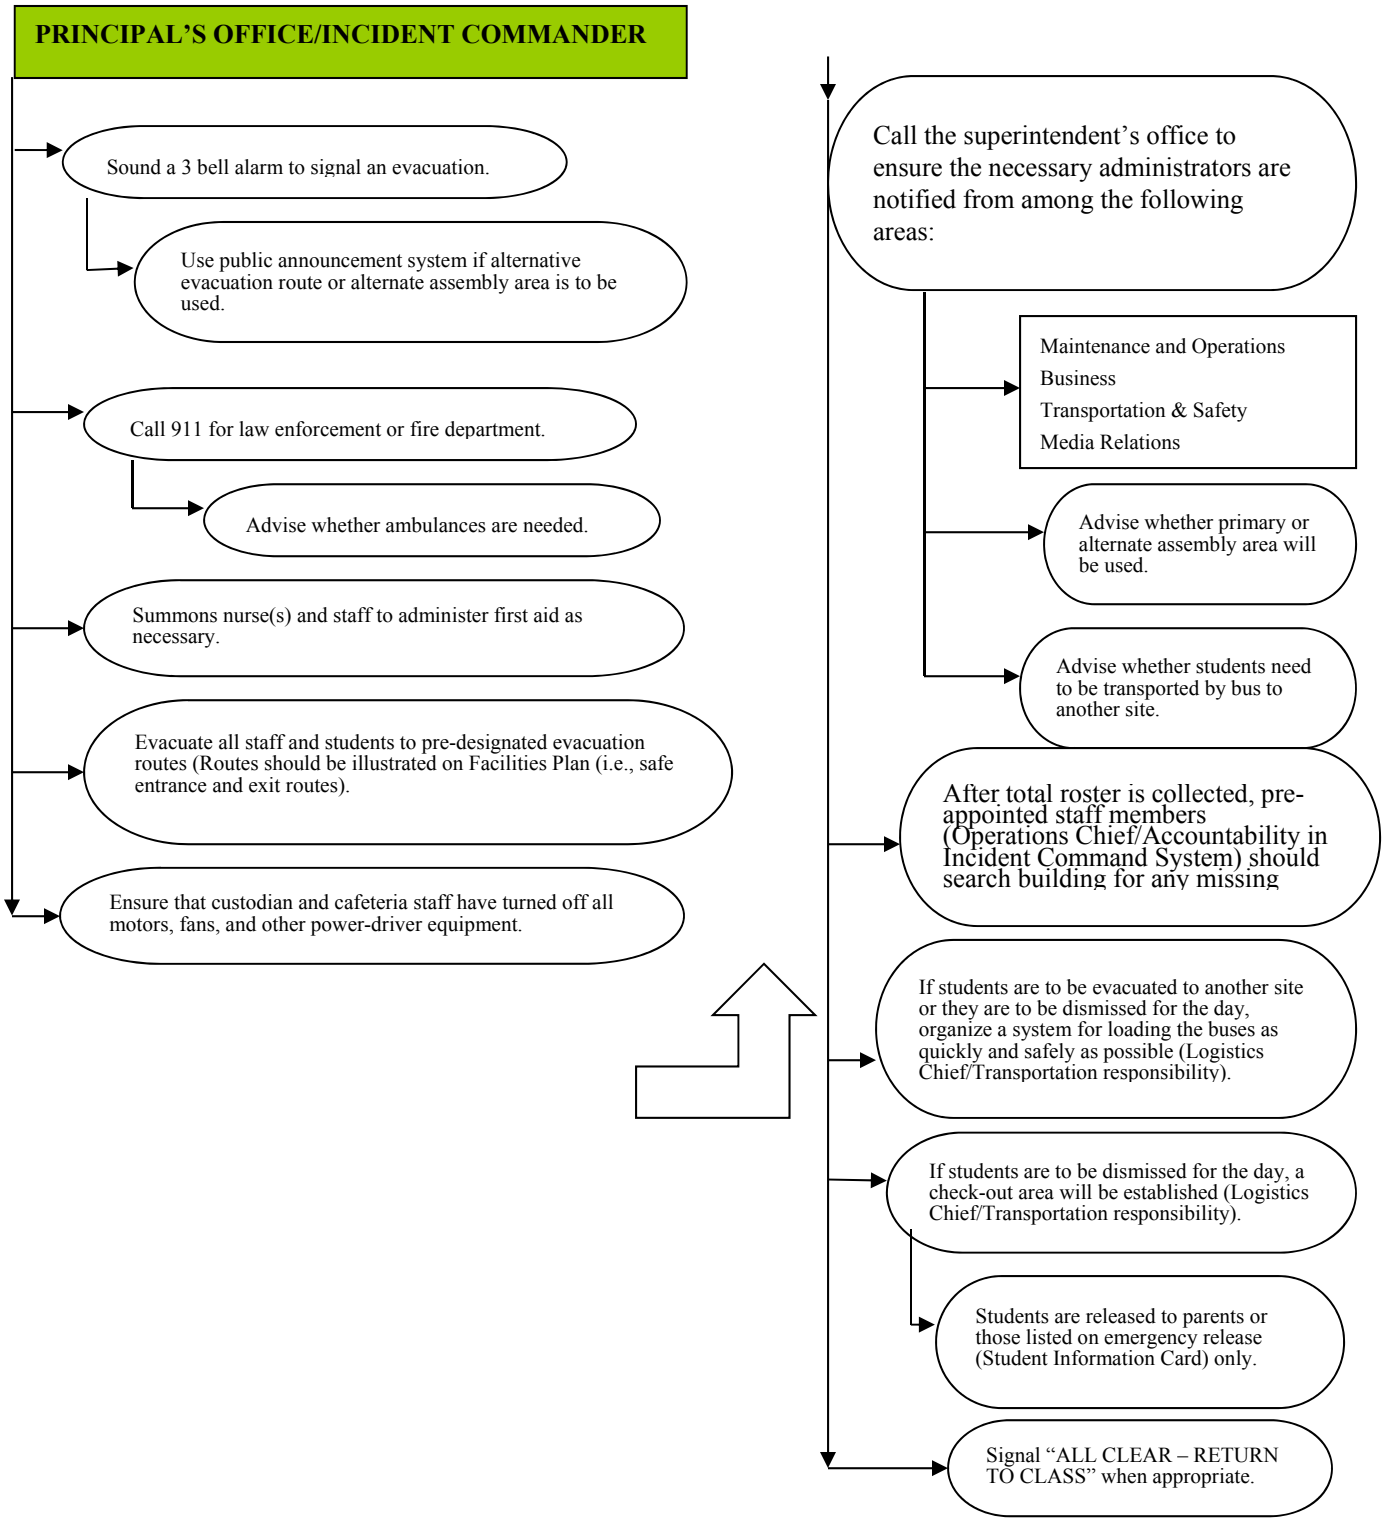 PRINCIPAL’S OFFICE/INCIDENT COMMANDER
Sound a 3 bell alarm to signal an evacuation.
Use public announcement system if alternative
evacuation route or alternate assembly area is to be
used.
Call 911 for law enforcement or fire department.
Advise whether ambulances are needed.
Summons nurse(s) and staff to administer first aid as
necessary.
Evacuate all staff and students to pre-designated evacuation
routes (Routes should be illustrated on Facilities Plan (i.e., safe
entrance and exit routes).
Ensure that custodian and cafeteria staff have turned off all
motors, fans, and other power-driver equipment.
Call the superintendent’s office to
ensure the necessary administrators are
notified from among the following
areas:
Maintenance and Operations
Business
Transportation & Safety
Media Relations
Advise whether primary or
alternate assembly area will
be used.
Advise whether students need
to be transported by bus to
another site.
After total roster is collected, pre-
appointed staff members
(Operations Chief/Accountability in
Incident Command System) should
search building for any missing
If students are to be evacuated to another site
or they are to be dismissed for the day,
organize a system for loading the buses as
quickly and safely as possible (Logistics
Chief/Transportation responsibility).
If students are to be dismissed for the day, a
check-out area will be established (Logistics
Chief/Transportation responsibility).
Students are released to parents or
those listed on emergency release
(Student Information Card) only.
Signal “ALL CLEAR – RETURN
TO CLASS” when appropriate.